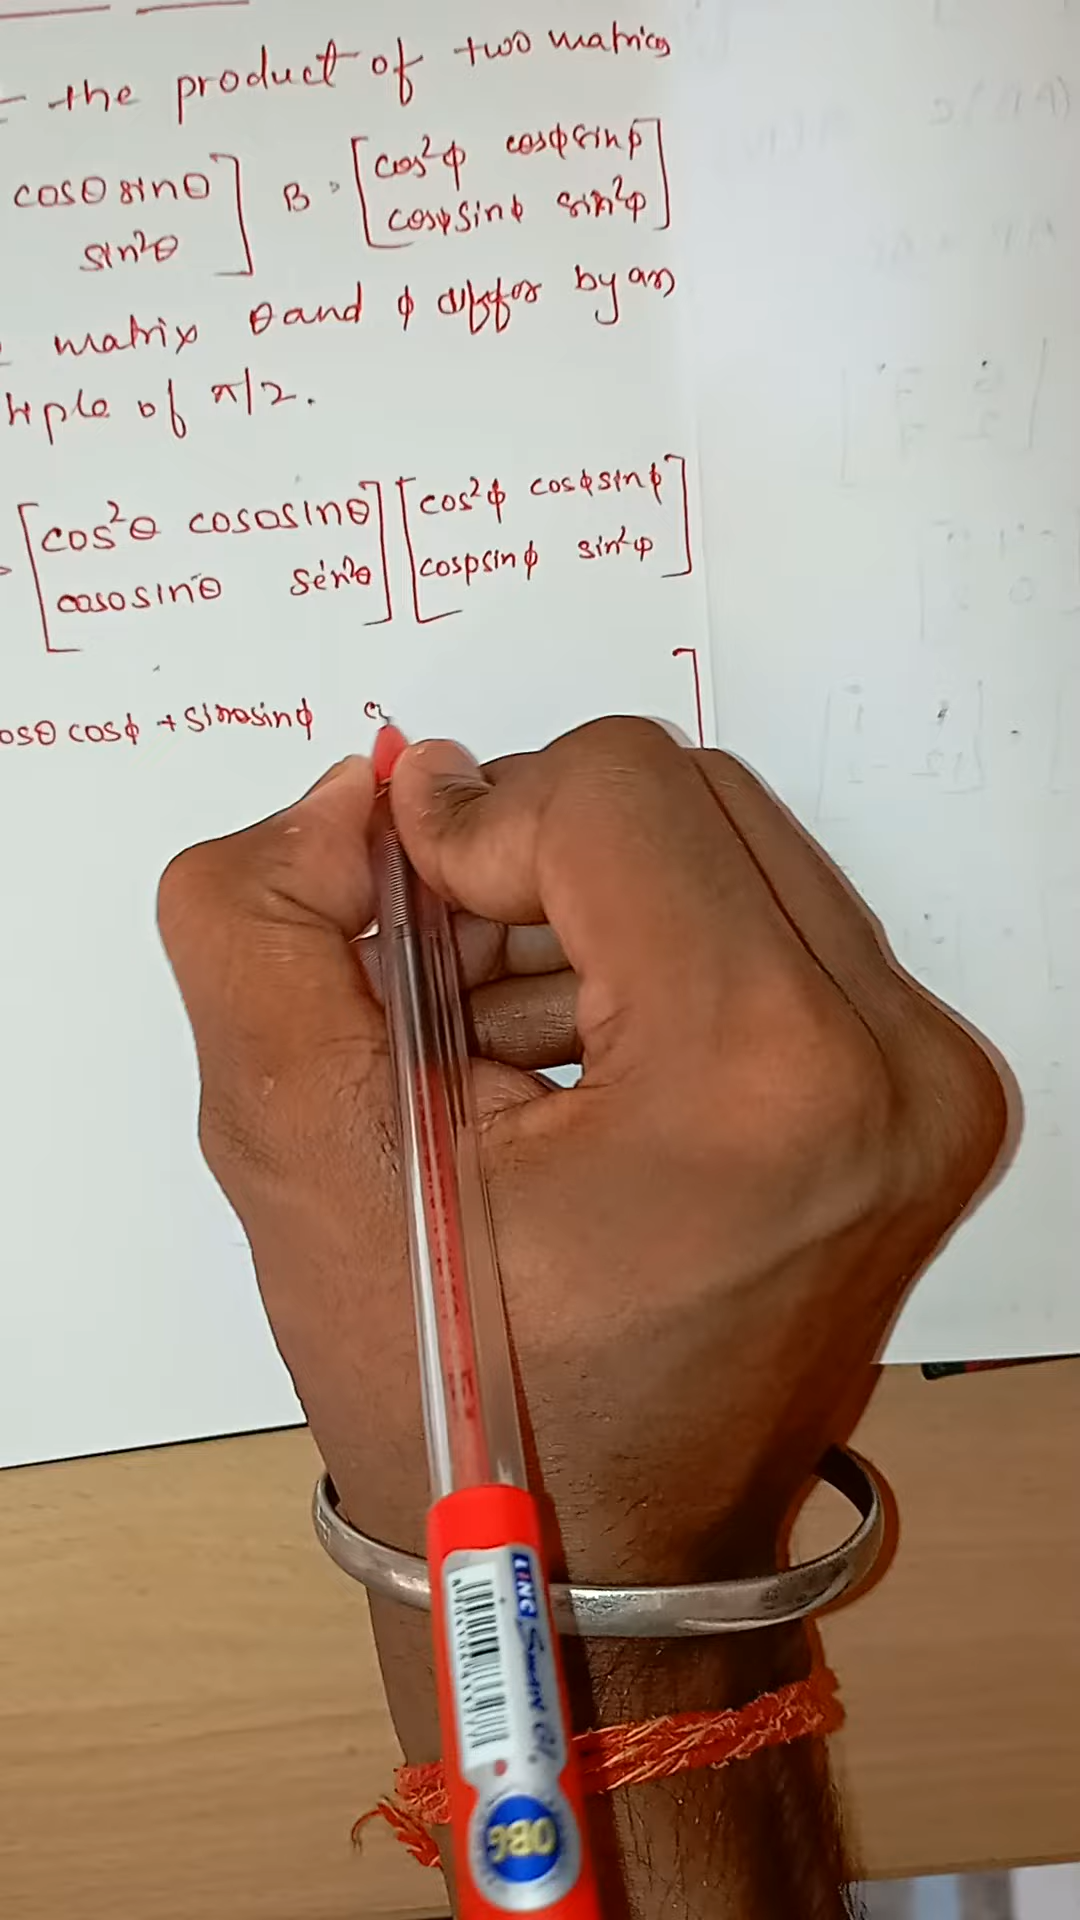 the product of two matrices
cosθ sinθ ] B = [ cos²φ cosφ sinφ ]
sin²θ ] [ cosφ sinφ sin²φ ]
matrix θ and φ differ by an
tiple of π/2.
= [ cos²θ cosθ sinθ ] [ cos²φ cosφ sinφ ]
[ cosθ sinθ sin²θ ] [ cosφ sinφ sin²φ ]
osθ cosφ + sinθ sinφ ]
LINC
OBG